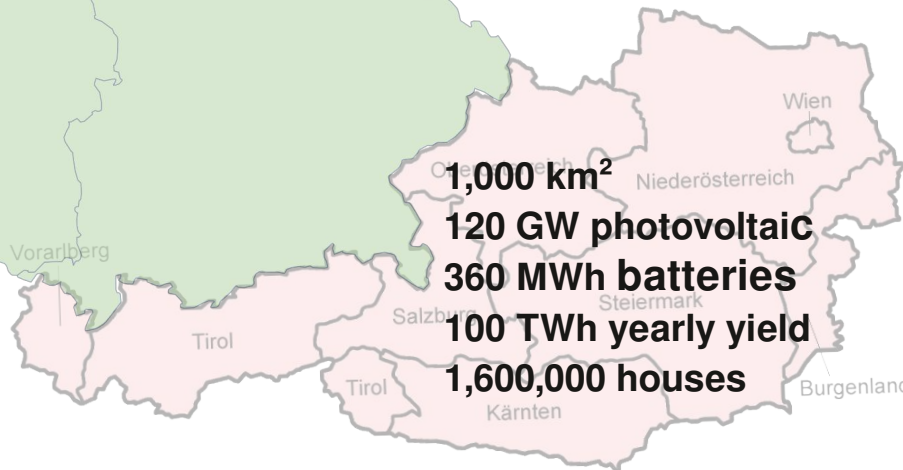 Wien
Oberösterreich
1,000 km²
Niederösterreich
120 GW photovoltaic
Vorarlberg
360 MWh batteries
Steiermark
Salzburg
100 TWh yearly yield
Tirol
Tirol
1,600,000 houses
Burgenland
Kärnten